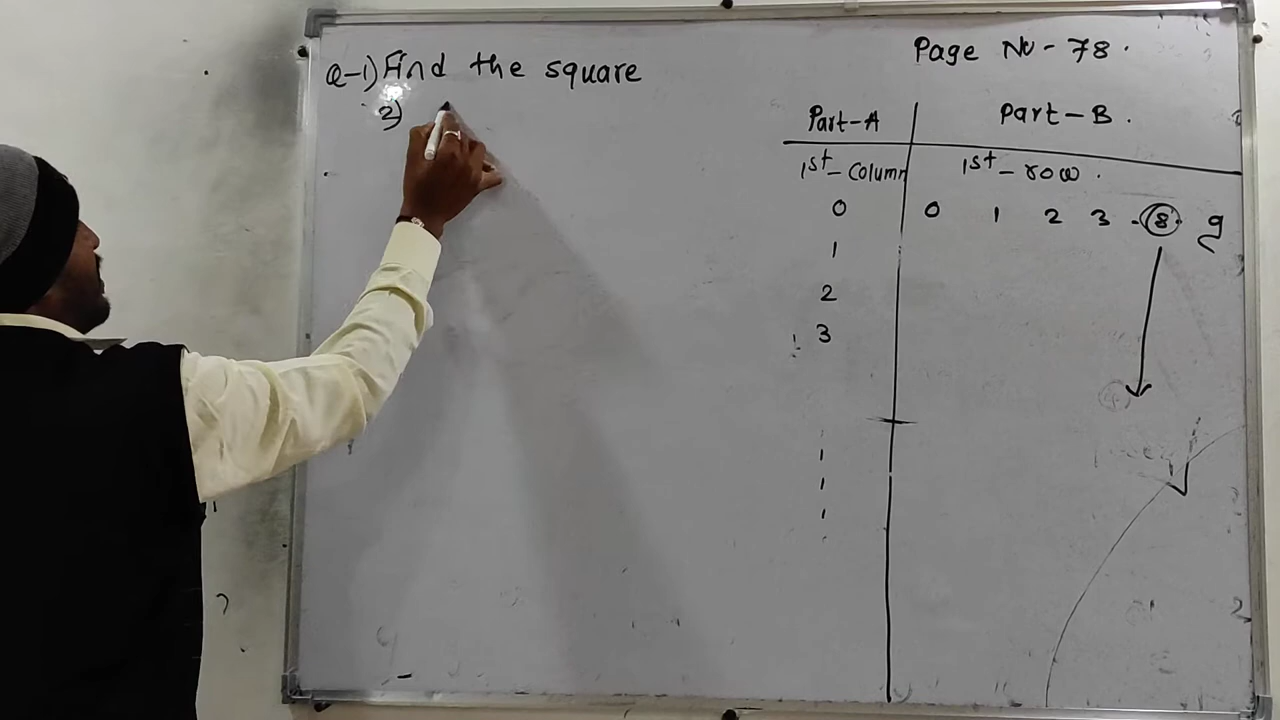 Q-1) Find the square
2)
Page No - 78.
Part-A Part-B.
1st-Column 1st-row.
0 0 1 2 3 .8. 9
1
2
3